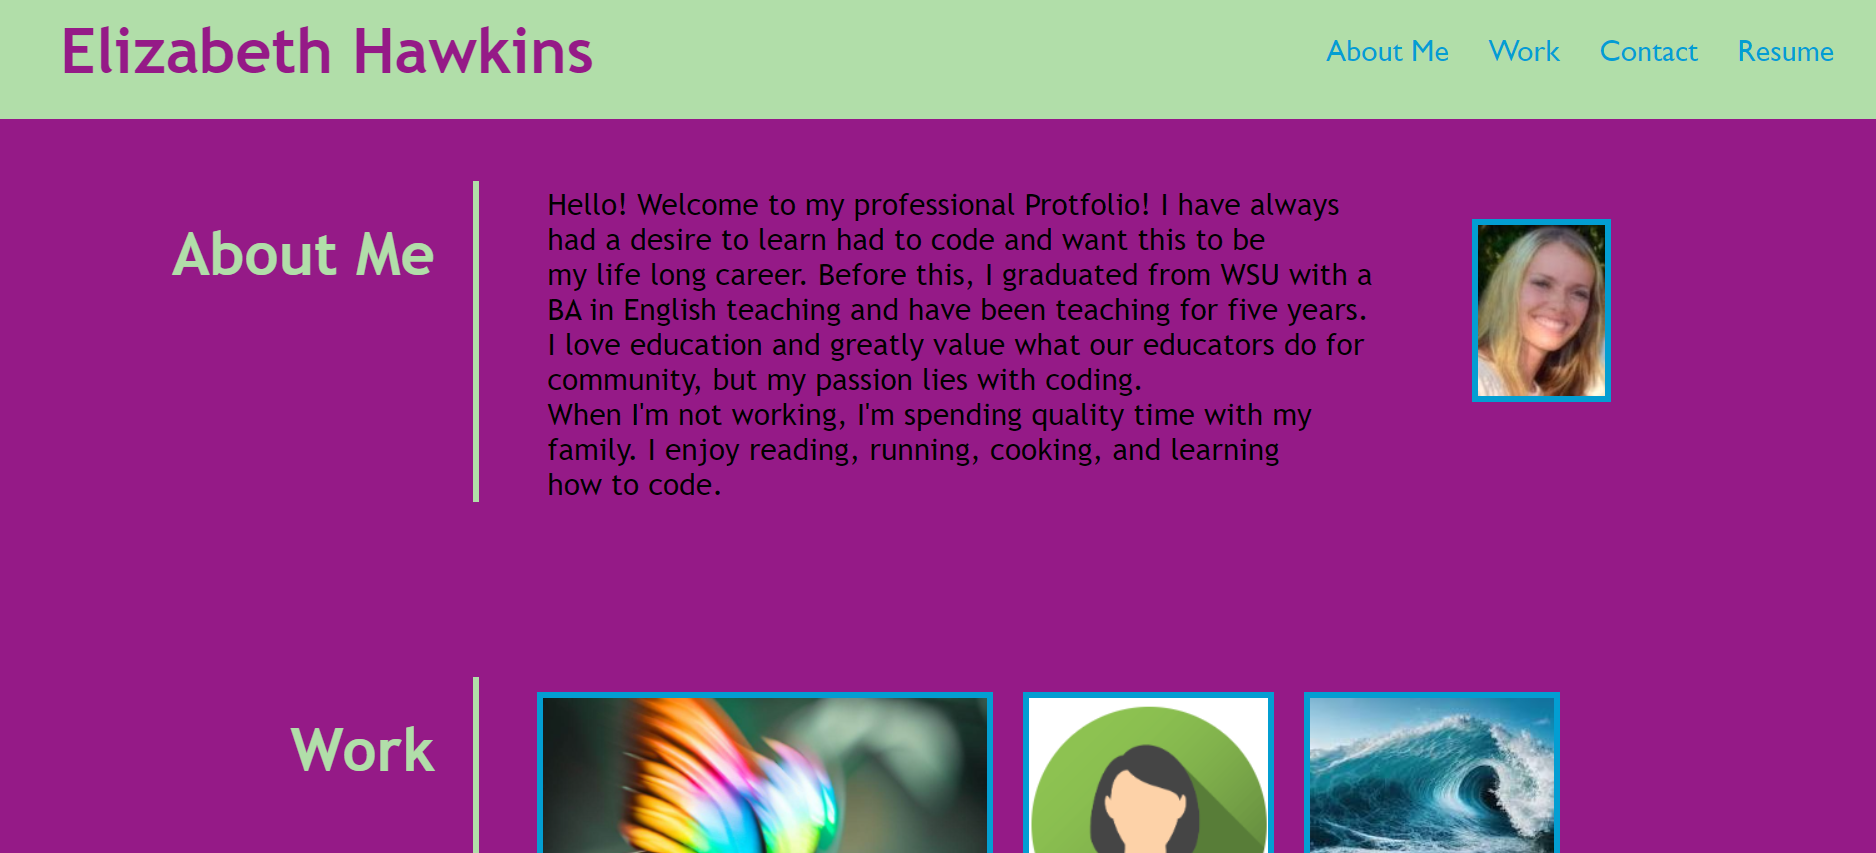 Elizabeth Hawkins
About Me Work Contact Resume
About Me
Hello! Welcome to my professional Protfolio! I have always
had a desire to learn had to code and want this to be
my life long career. Before this, I graduated from WSU with a
BA in English teaching and have been teaching for five years.
I love education and greatly value what our educators do for
community, but my passion lies with coding.
When I'm not working, I'm spending quality time with my
family. I enjoy reading, running, cooking, and learning
how to code.
Work